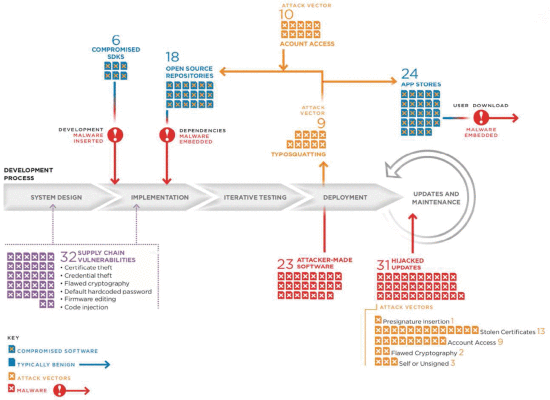 ATTACK VECTOR
10
ACOUNT ACCESS
6
COMPROMISED
SDKS
18
OPEN SOURCE
REPOSITORIES
24
APP STORES
ATTACK
VECTOR
9
TYPOSQUATTING
USER DOWNLOAD
MALWARE
EMBEDDED
DEVELOPMENT
MALWARE
INSERTED
DEPENDENCIES
MALWARE
EMBEDDED
DEVELOPMENT
PROCESS
SYSTEM DESIGN
IMPLEMENTATION
ITERATIVE TESTING
DEPLOYMENT
UPDATES AND
MAINTENANCE
32 SUPPLY CHAIN
VULNERABILITIES
• Certificate theft
• Credential theft
• Flawed cryptography
• Default hardcoded password
• Firmware editing
• Code injection
23 ATTACKER-MADE
SOFTWARE
31 HIJACKED
UPDATES
ATTACK VECTORS
Presignature Insertion 1
Stolen Certificates 13
Account Access 9
Flawed Cryptography 2
Self or Unsigned 3
KEY
COMPROMISED SOFTWARE
TYPICALLY BENIGN
ATTACK VECTORS
MALWARE